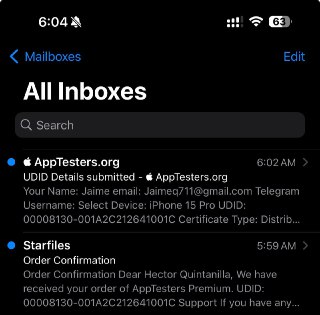 6:04
63
Mailboxes
Edit
All Inboxes
Search
AppTesters.org 6:02 AM
UDID Details submitted - AppTesters.org
Your Name: Jaime email: Jaimeq711@gmail.com Telegram
Username: Select Device: iPhone 15 Pro UDID:
00008130-001A2C212641001C Certificate Type: Distrib...
Starfiles 5:59 AM
Order Confirmation
Order Confirmation Dear Hector Quintanilla, We have
received your order of AppTesters Premium. UDID:
00008130-001A2C212641001C Support If you have any...